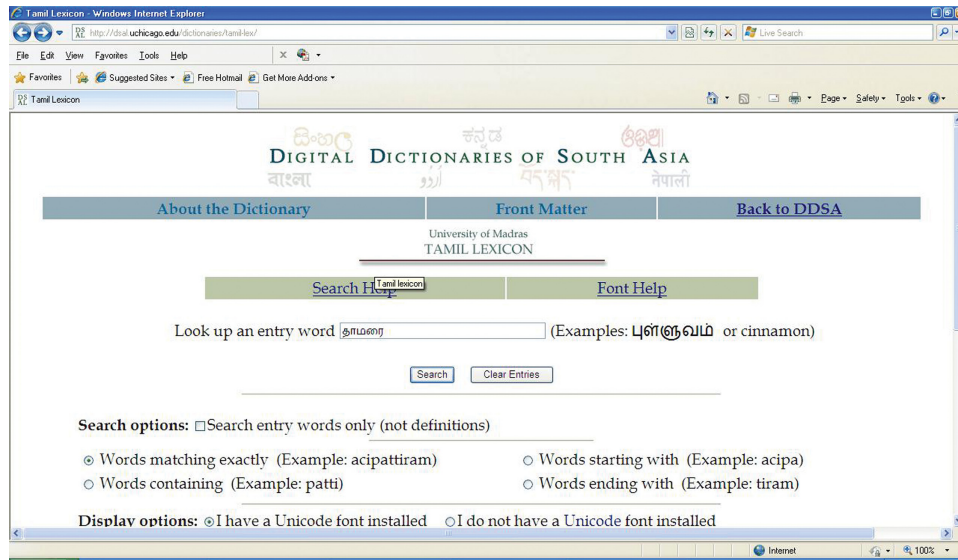 Tamil Lexicon - Windows Internet Explorer
http://dsal.uchicago.edu/dictionaries/tamil-lex/ Live Search
File Edit View Favorites Tools Help
Favorites Suggested Sites Free Hotmail Get More Add-ons
Tamil Lexicon Page Safety Tools
සිංහල ಕನ್ನಡ ଓଡ଼ିଆ
DIGITAL DICTIONARIES OF SOUTH ASIA
বাংলা اُردُو नेपाली
About the Dictionary Front Matter Back to DDSA
University of Madras
TAMIL LEXICON
Search Help Tamil lexicon Font Help
Look up an entry word தாமரை (Examples: புள்ளுவம் or cinnamon)
Search Clear Entries
Search options: Search entry words only (not definitions)
Words matching exactly (Example: acipattiram) Words starting with (Example: acipa)
Words containing (Example: patti) Words ending with (Example: tiram)
Display options: I have a Unicode font installed I do not have a Unicode font installed
Internet 100%